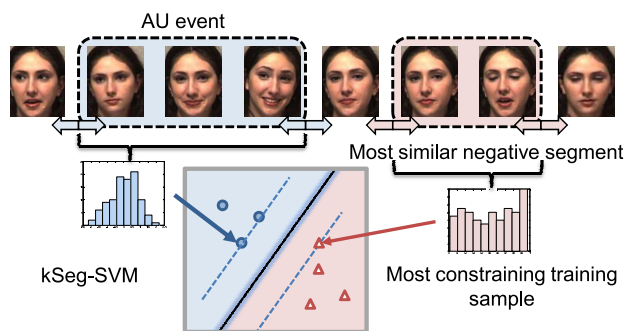 AU event
Most similar negative segment
kSeg-SVM
Most constraining training
sample